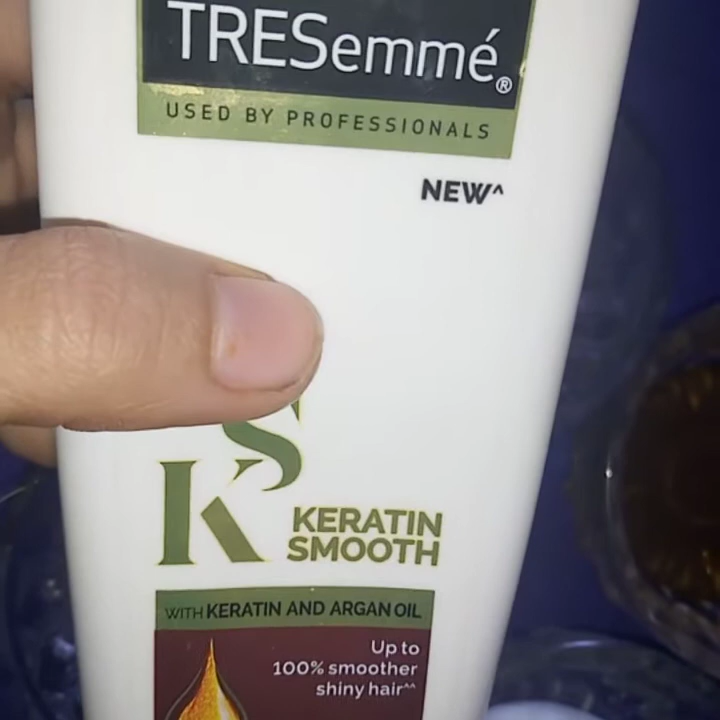 TRESemmé®
USED BY PROFESSIONALS
NEW^
KS
KERATIN
SMOOTH
WITH KERATIN AND ARGAN OIL
Up to
100% smoother
shiny hair^^